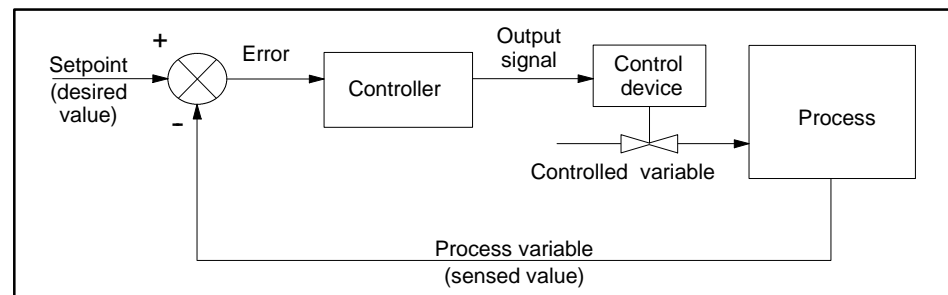 +
Setpoint
(desired
value)
-
Error
Controller
Output
signal
Control
device
Controlled variable
Process
Process variable
(sensed value)